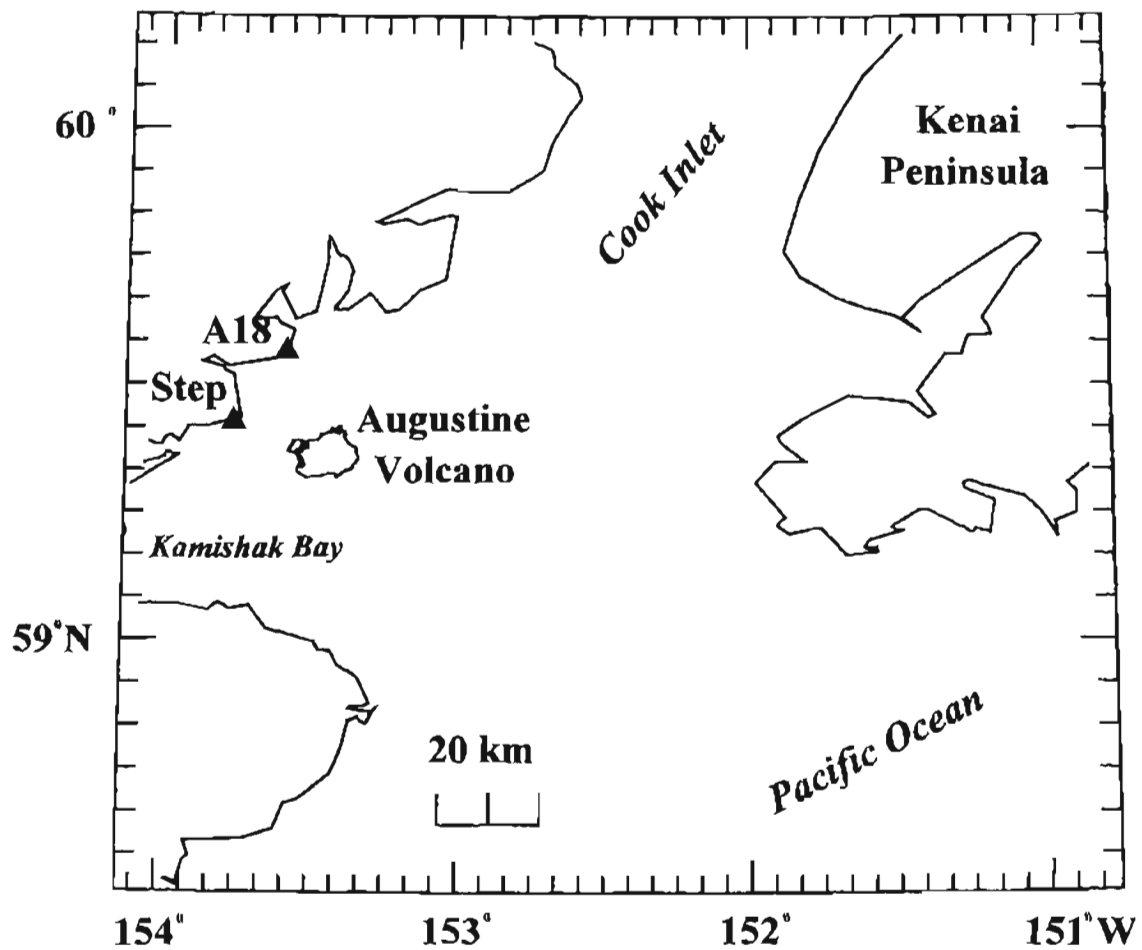 60°
Kenai
Peninsula
Cook Inlet
A18
Step
Augustine
Volcano
Kamishak Bay
59°N
20 km
Pacific Ocean
154°
153°
152°
151°W